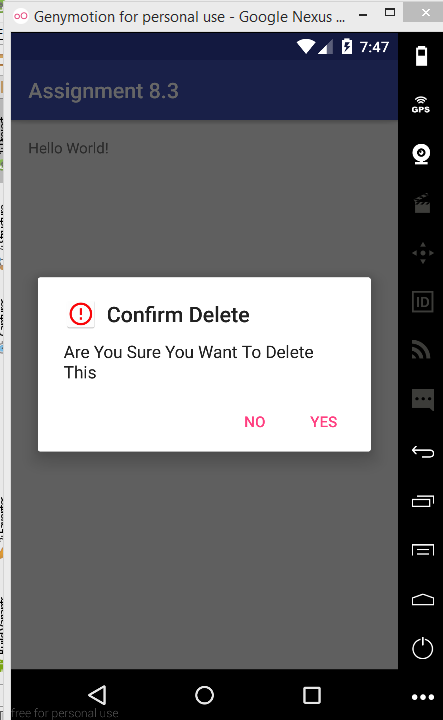 Genymotion for personal use - Google Nexus ...
7:47
Assignment 8.3
GPS
Hello World!
ID
Confirm Delete
Are You Sure You Want To Delete
This
NO YES
free for personal use